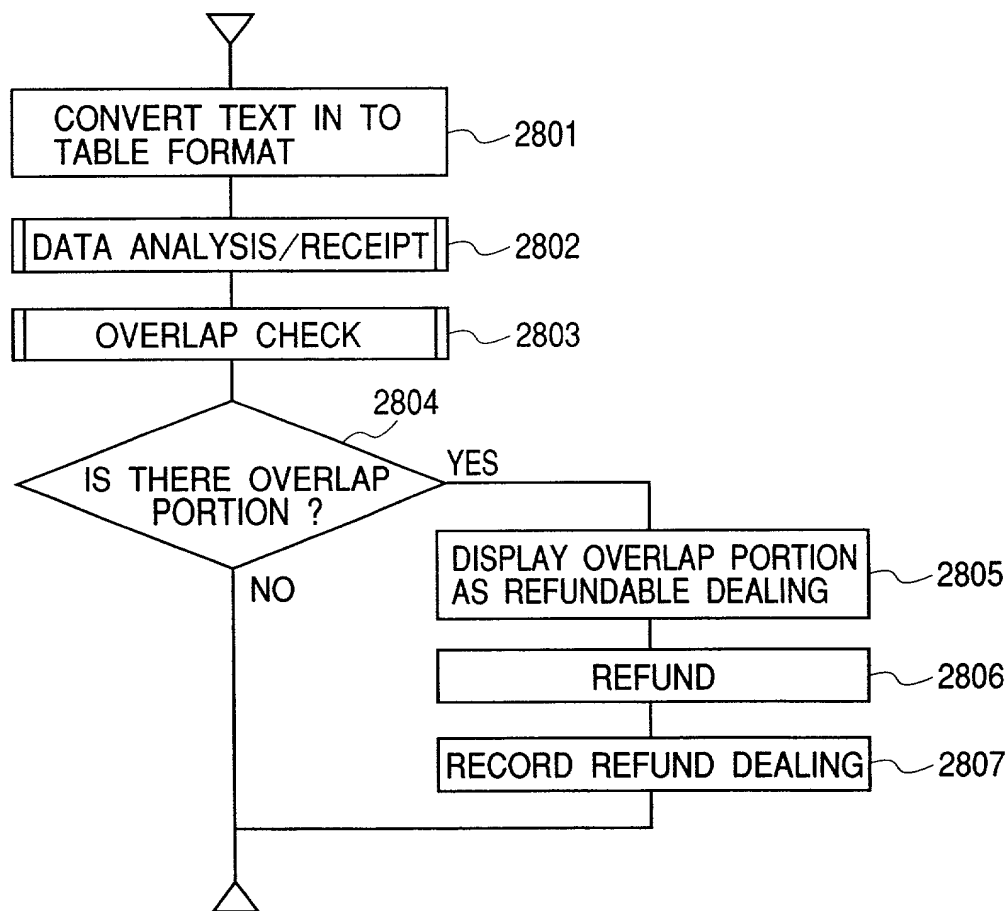 CONVERT TEXT IN TO
TABLE FORMAT
2801
DATA ANALYSIS/RECEIPT
2802
OVERLAP CHECK
2803
2804
IS THERE OVERLAP
PORTION ?
YES
NO
DISPLAY OVERLAP PORTION
AS REFUNDABLE DEALING
2805
REFUND
2806
RECORD REFUND DEALING
2807